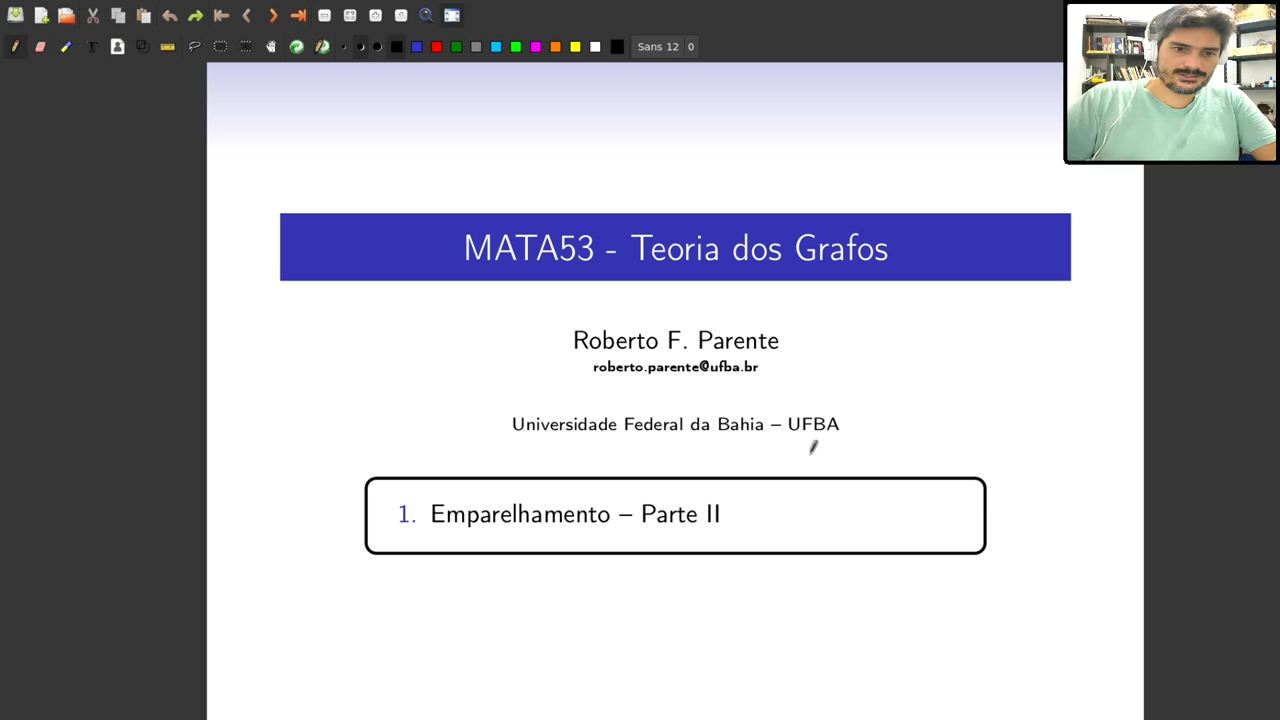 Sans 12 0
MATA53 - Teoria dos Grafos
Roberto F. Parente
roberto.parente@ufba.br
Universidade Federal da Bahia – UFBA
1. Emparelhamento – Parte II